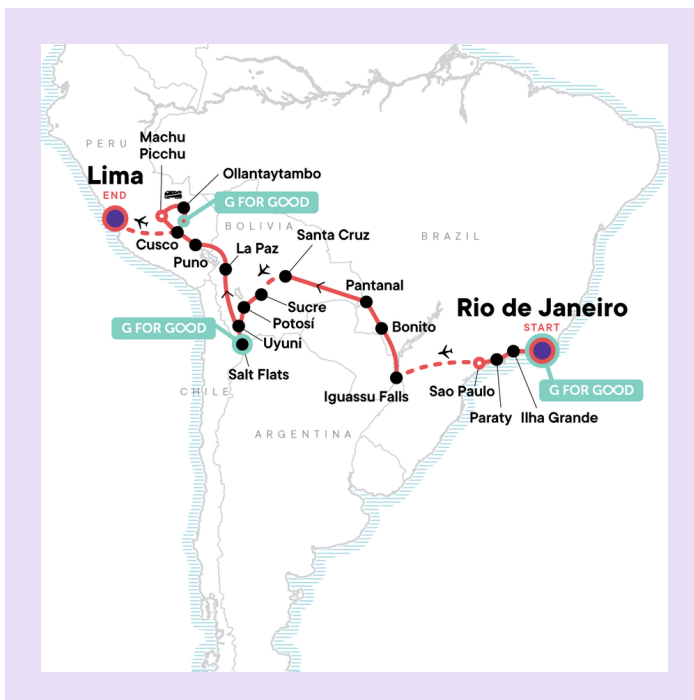 Machu
Picchu
PERU
Lima
END
Ollantaytambo
G FOR GOOD
BOLIVIA
Santa Cruz
BRAZIL
Cusco
La Paz
Puno
Pantanal
Sucre
Rio de Janeiro
START
Potosí
G FOR GOOD
Bonito
Uyuni
Salt Flats
CHILE
Iguassu Falls
Sao Paulo
G FOR GOOD
Paraty
Ilha Grande
ARGENTINA